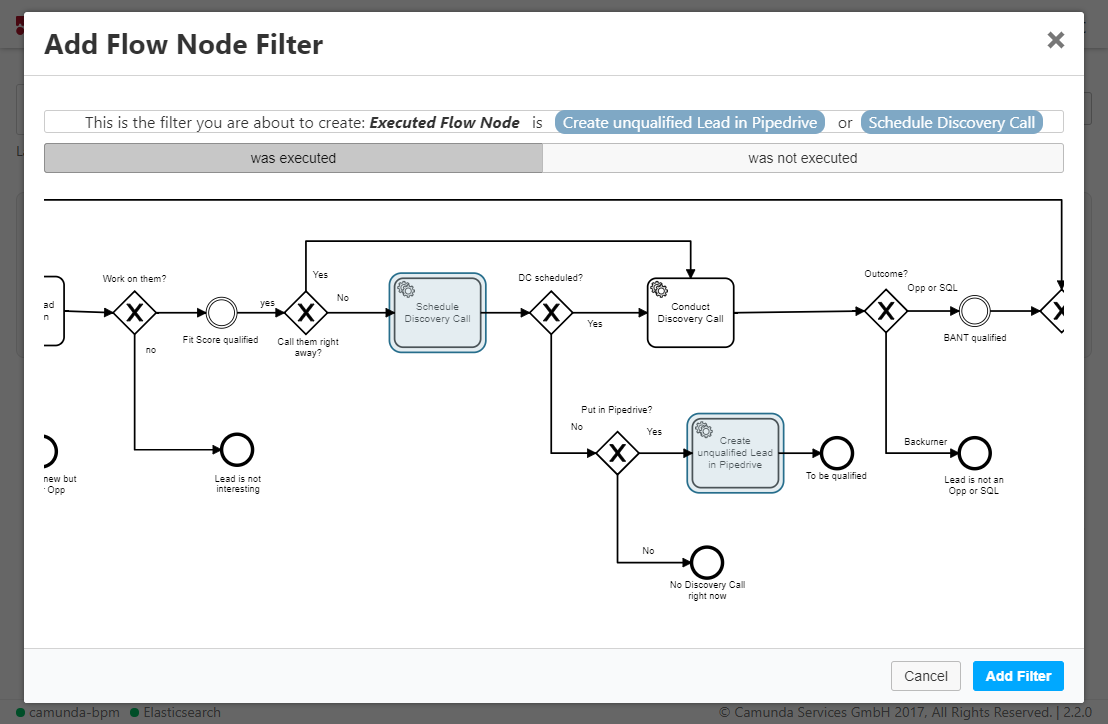 Add Flow Node Filter
This is the filter you are about to create: Executed Flow Node is Create unqualified Lead in Pipedrive or Schedule Discovery Call
was executed
was not executed
Work on them?
Yes
No
DC scheduled?
Outcome?
Opp or SQL
ad
n
yes
Schedule
Discovery Call
Conduct
Discovery Call
Yes
no
Fit Score qualified
Call them right
away?
BANT qualified
Put in Pipedrive?
No
Yes
Create
unqualified Lead
in Pipedrive
Backurner
new but
Opp
Lead is not
interesting
To be qualified
Lead is not an
Opp or SQL
No
No Discovery Call
right now
Cancel
Add Filter
camunda-bpm
Elasticsearch
© Camunda Services GmbH 2017, All Rights Reserved. | 2.2.0